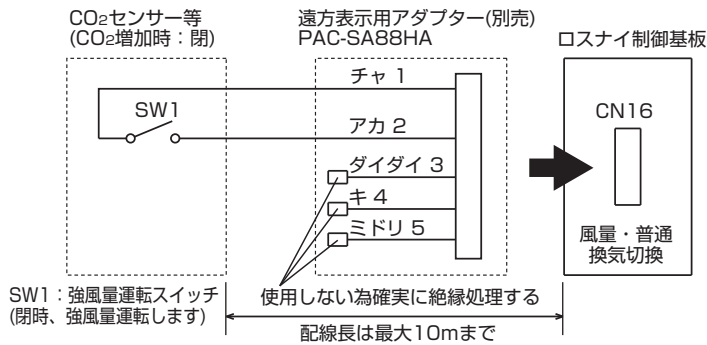 CO₂センサー等
(CO₂増加時：閉)
遠方表示用アダプター(別売)
PAC-SA88HA
ロスナイ制御基板
チャ 1
SW1
アカ 2
ダイダイ 3
キ 4
ミドリ 5
CN16
風量・普通
換気切換
SW1：強風量運転スイッチ
(閉時、強風量運転します)
使用しない為確実に絶縁処理する
配線長は最大10mまで